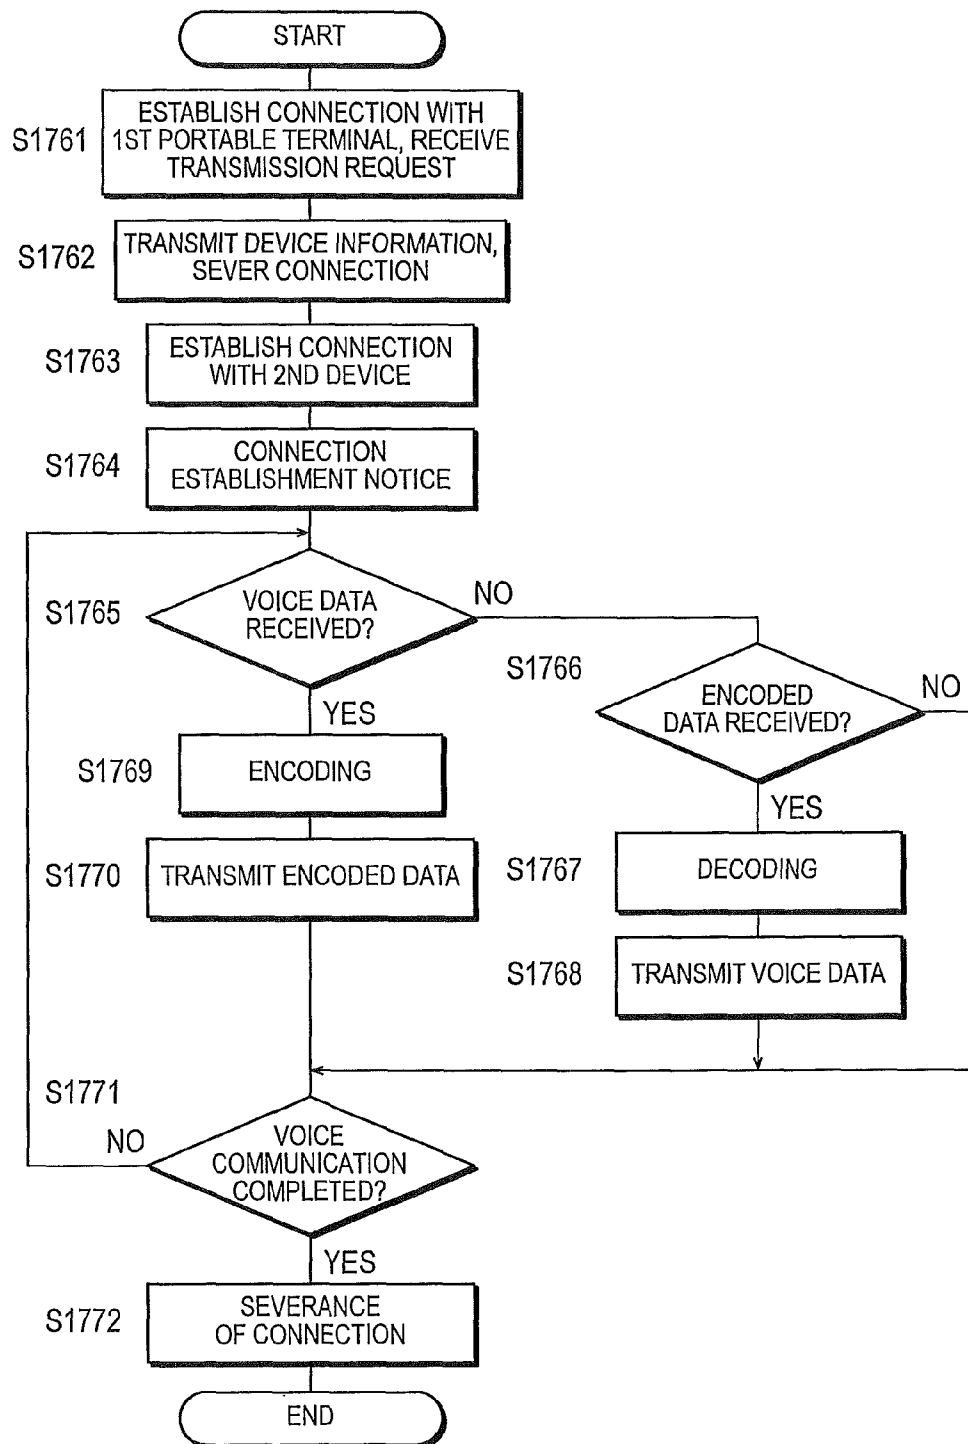 START
S1761
ESTABLISH CONNECTION WITH
1ST PORTABLE TERMINAL, RECEIVE
TRANSMISSION REQUEST
S1762
TRANSMIT DEVICE INFORMATION,
SEVER CONNECTION
S1763
ESTABLISH CONNECTION
WITH 2ND DEVICE
S1764
CONNECTION
ESTABLISHMENT NOTICE
S1765
VOICE DATA
RECEIVED?
NO
YES
S1766
ENCODED
DATA RECEIVED?
NO
YES
S1769
ENCODING
S1770
TRANSMIT ENCODED DATA
S1767
DECODING
S1768
TRANSMIT VOICE DATA
S1771
NO
VOICE
COMMUNICATION
COMPLETED?
YES
S1772
SEVERANCE
OF CONNECTION
END